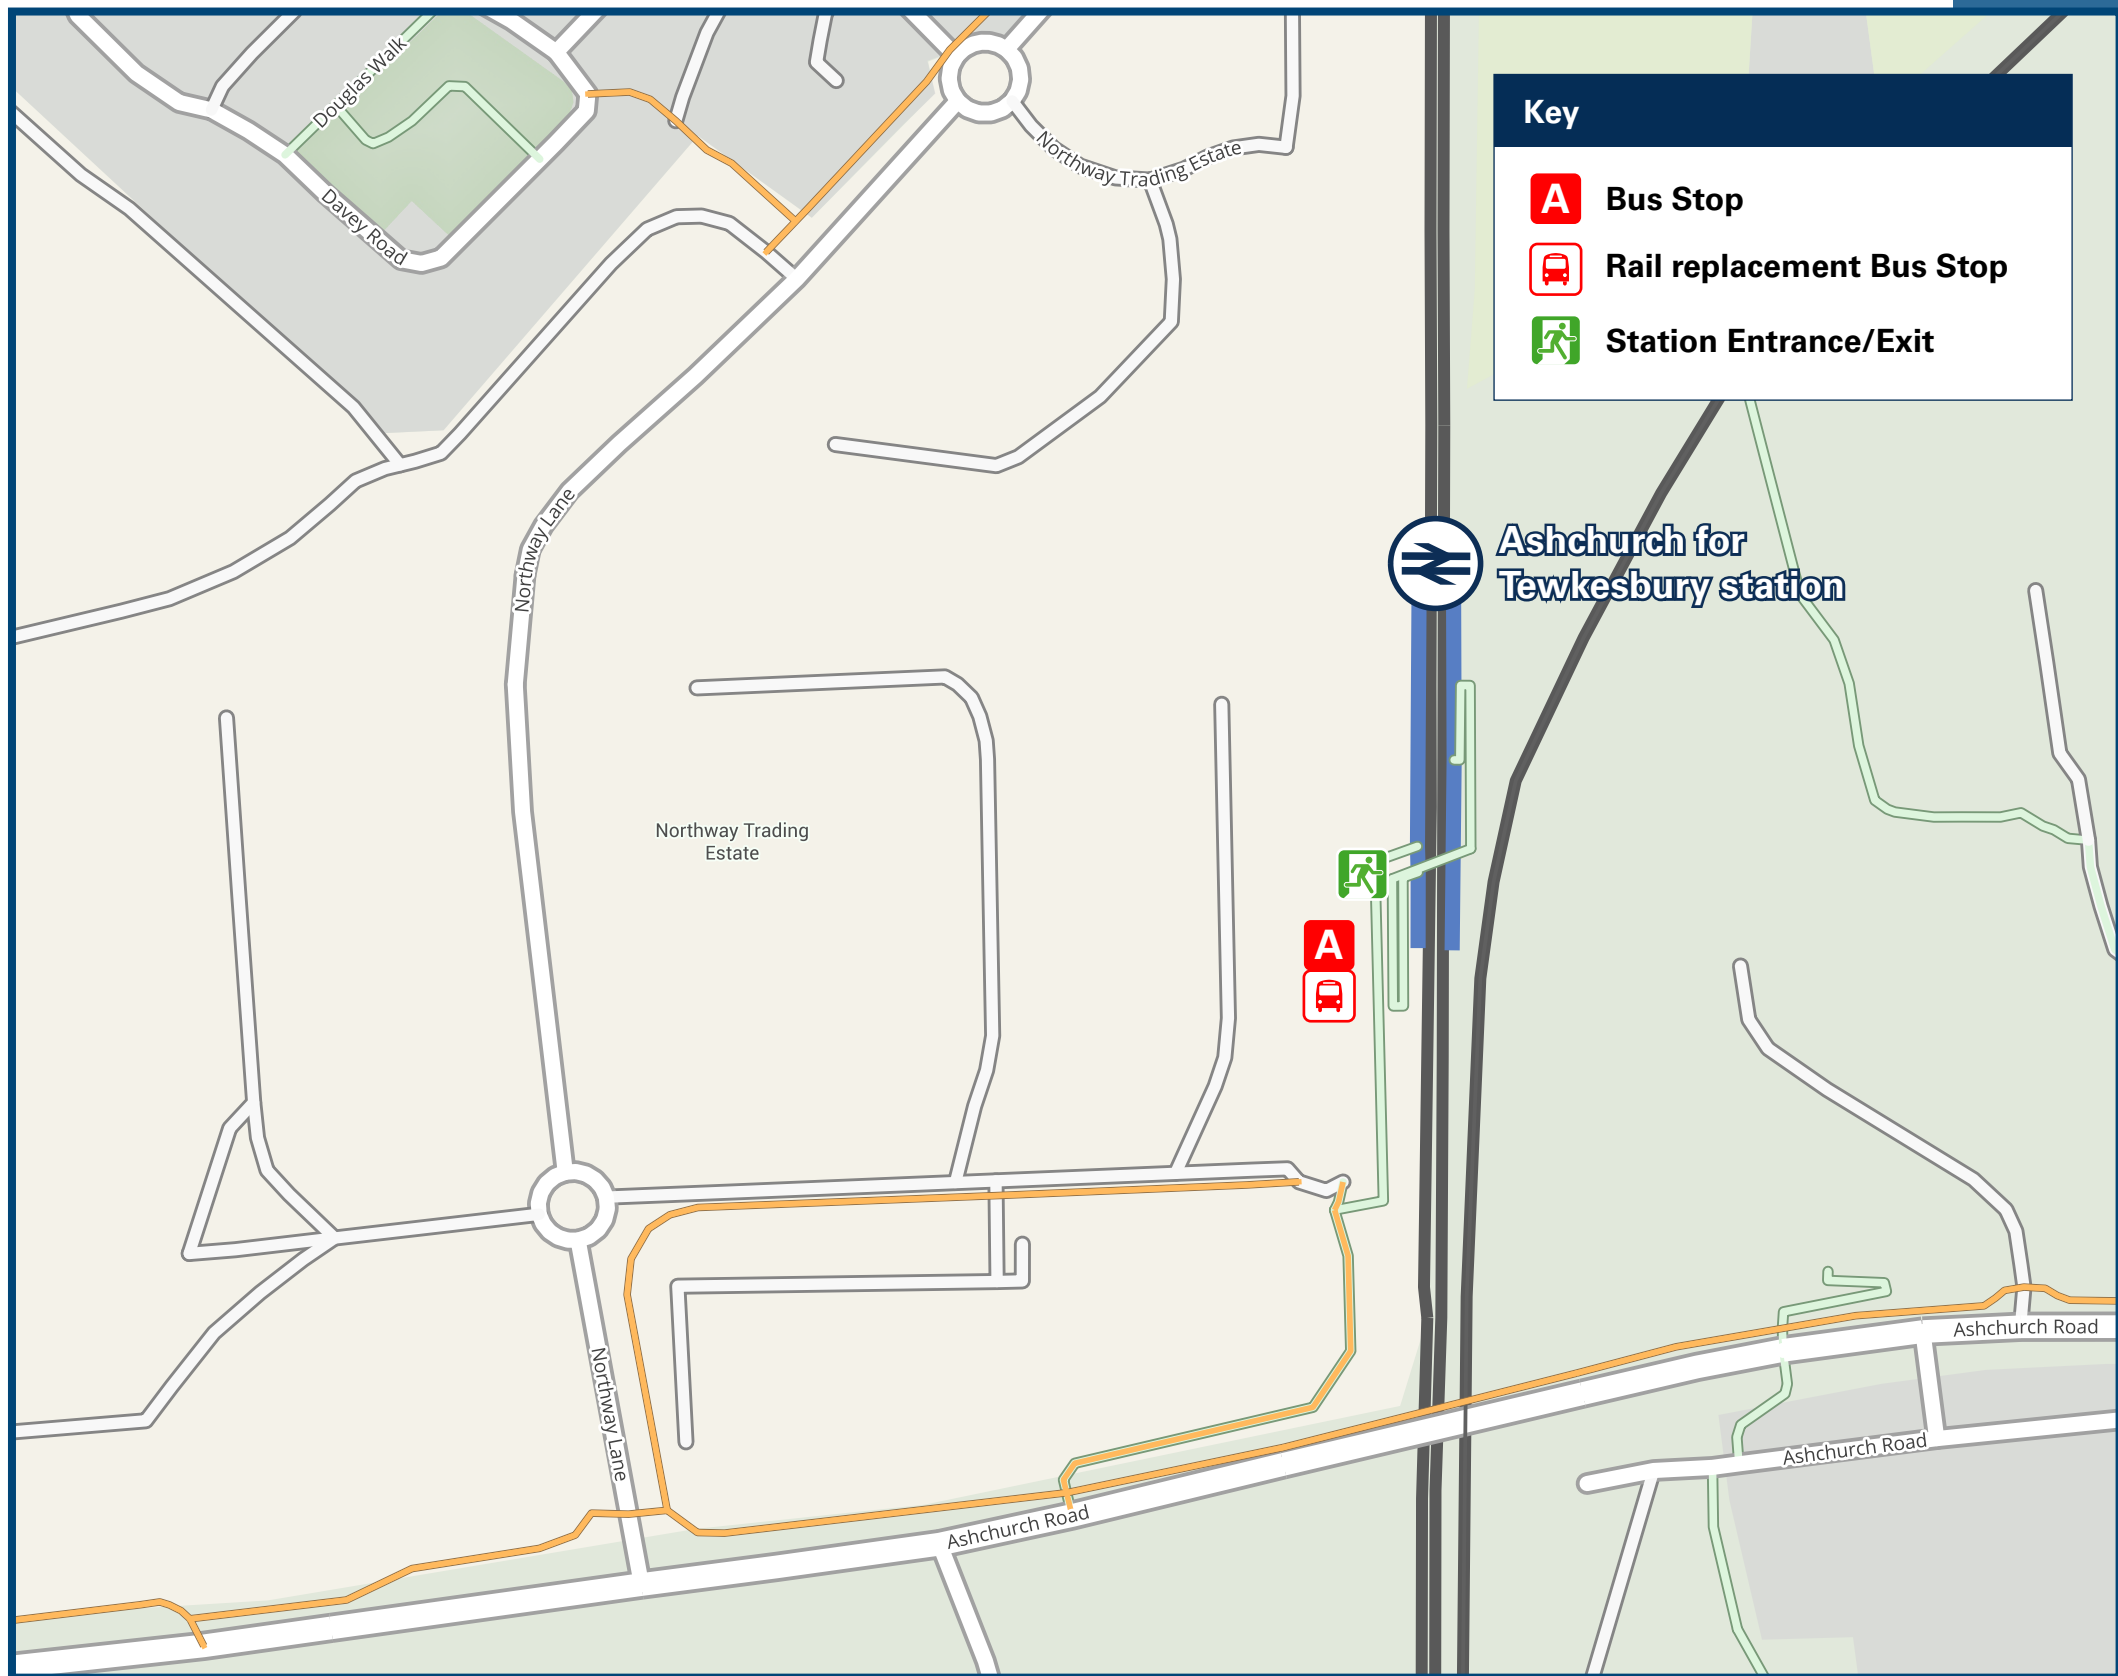 Douglas Walk
Davey Road
Northway Trading Estate
Key
A
Bus Stop
Rail replacement Bus Stop
Station Entrance/Exit
Northway Lane
Ashchurch for
Tewkesbury station
Northway Trading
Estate
A
Northway Lane
Ashchurch Road
Ashchurch Road
Ashchurch Road